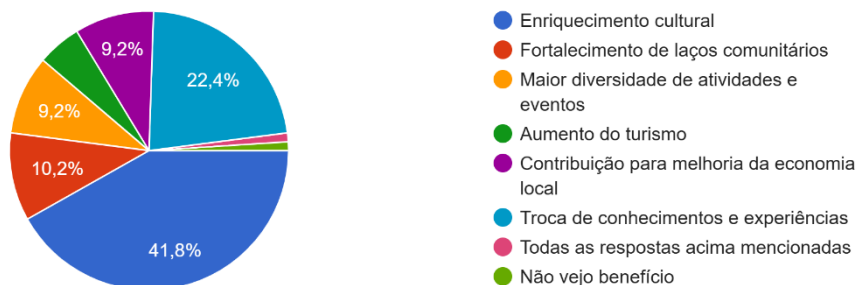 9,2%
22,4%
9,2%
10,2%
41,8%
Enriquecimento cultural
Fortalecimento de laços comunitários
Maior diversidade de atividades e
eventos
Aumento do turismo
Contribuição para melhoria da economia
local
Troca de conhecimentos e experiências
Todas as respostas acima mencionadas
Não vejo benefício